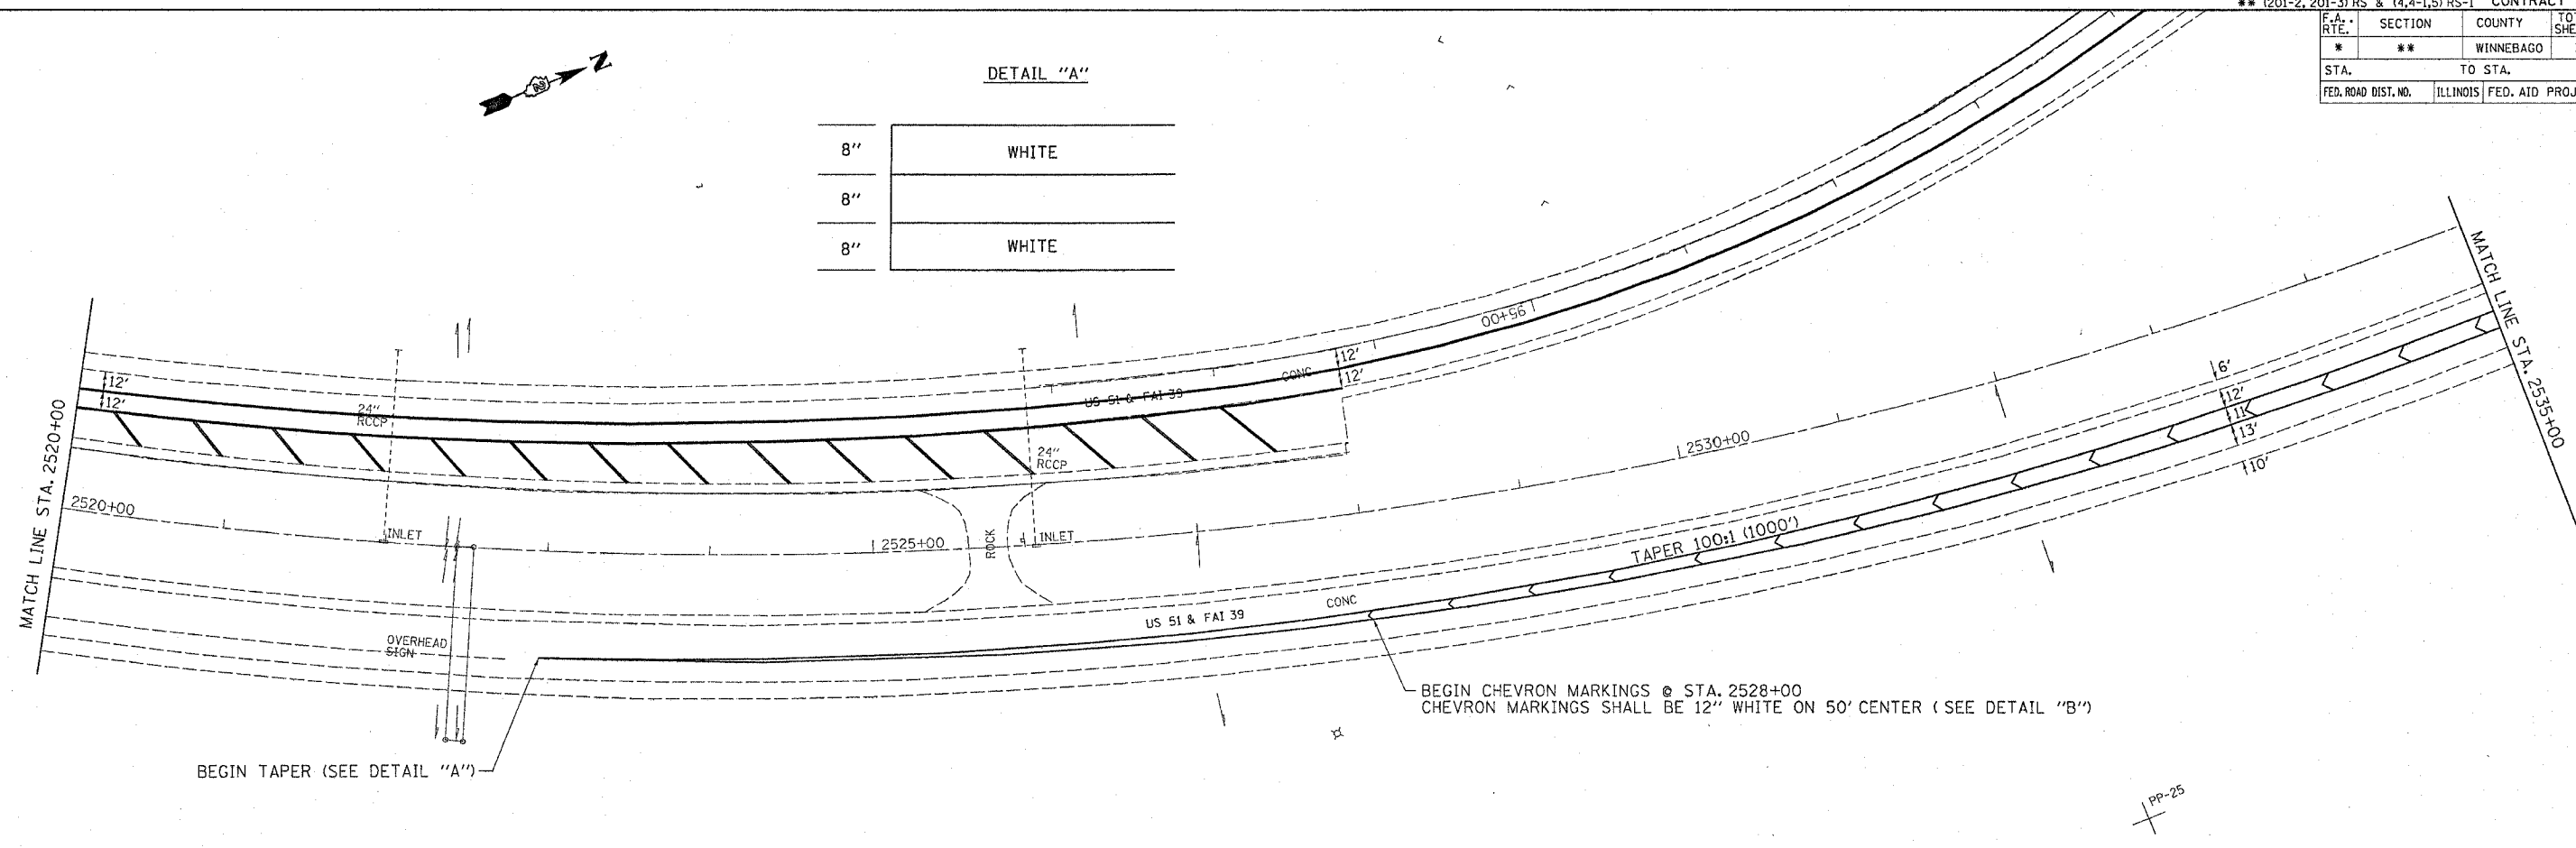 ** (201-2, 201-3) RS & (4,4-1,5) RS-1 CONTRACT
F.A. RTE. SECTION COUNTY
* ** WINNEBAGO
STA. TO STA.
FED. ROAD DIST. NO. ILLINOIS FED. AID PROJ
N
DETAIL "A"
8" WHITE
8"
8" WHITE
MATCH LINE STA. 2520+00
12'
12'
24" RCCP
US 51 & FAI 39
CONC
12'
12'
95+00
24" RCCP
2520+00
INLET
2525+00
ROCK
INLET
2530+00
MATCH LINE STA. 2535+00
6'
12'
11'
13'
10'
TAPER 100:1 (1000')
OVERHEAD SIGN
US 51 & FAI 39
CONC
BEGIN CHEVRON MARKINGS @ STA. 2528+00
CHEVRON MARKINGS SHALL BE 12" WHITE ON 50' CENTER ( SEE DETAIL "B")
BEGIN TAPER (SEE DETAIL "A")
PP-25